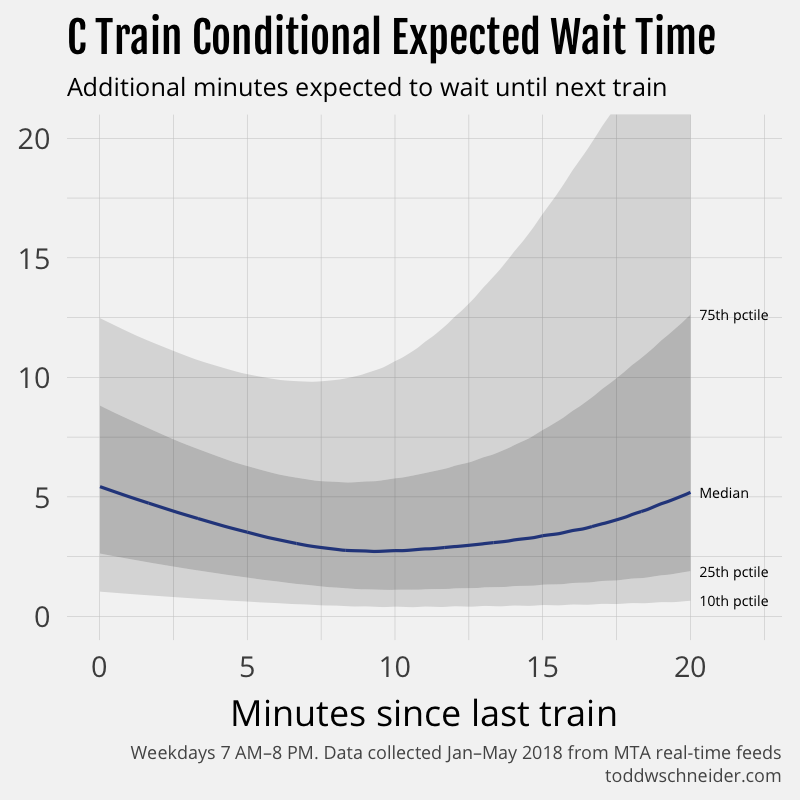 C Train Conditional Expected Wait Time
Additional minutes expected to wait until next train
20
15
10
5
0
75th pctile
Median
25th pctile
10th pctile
0 5 10 15 20
Minutes since last train
Weekdays 7 AM–8 PM. Data collected Jan–May 2018 from MTA real-time feeds
toddwschneider.com